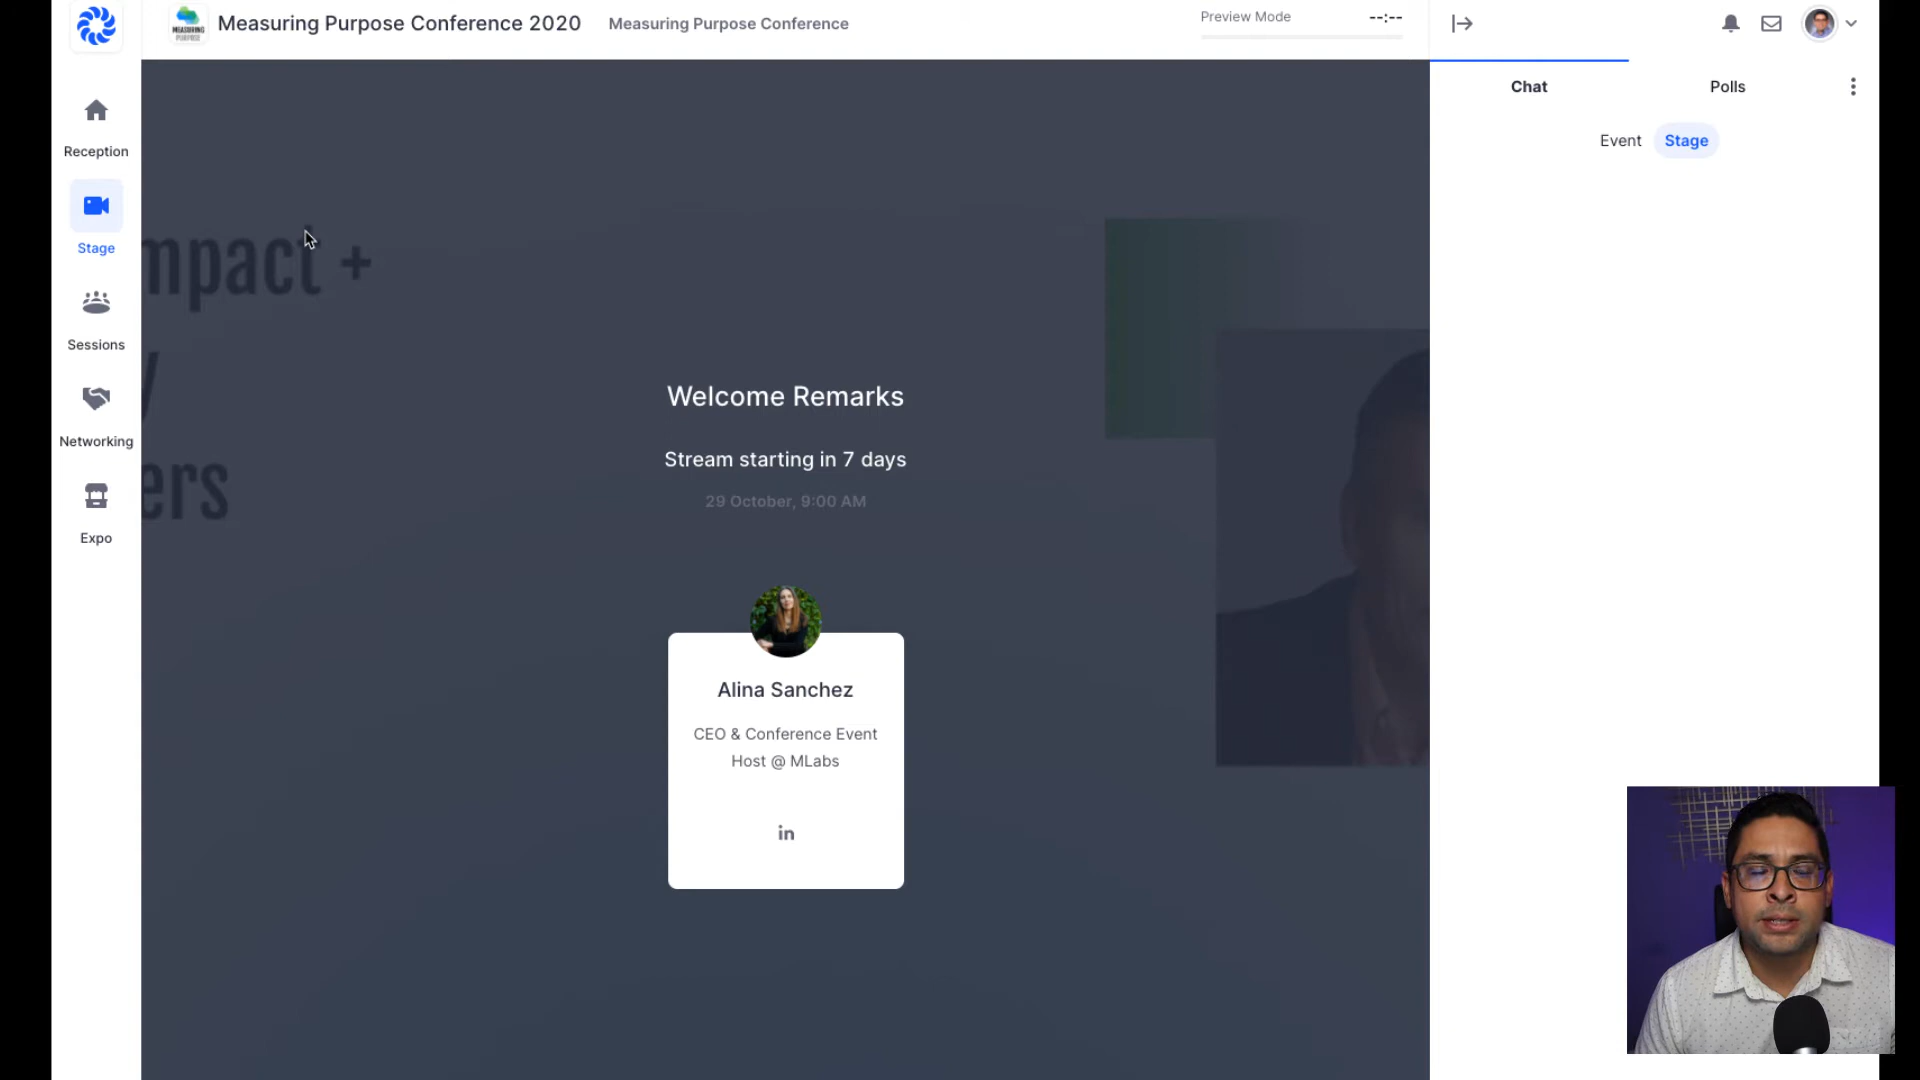 MEASURING
PURPOSE
Measuring Purpose Conference 2020
Measuring Purpose Conference
Preview Mode
--:--
Chat
Polls
Event
Stage
Reception
Stage
Sessions
Networking
Expo
mpact +
y
ers
Welcome Remarks
Stream starting in 7 days
29 October, 9:00 AM
Alina Sanchez
CEO & Conference Event
Host @ MLabs
in